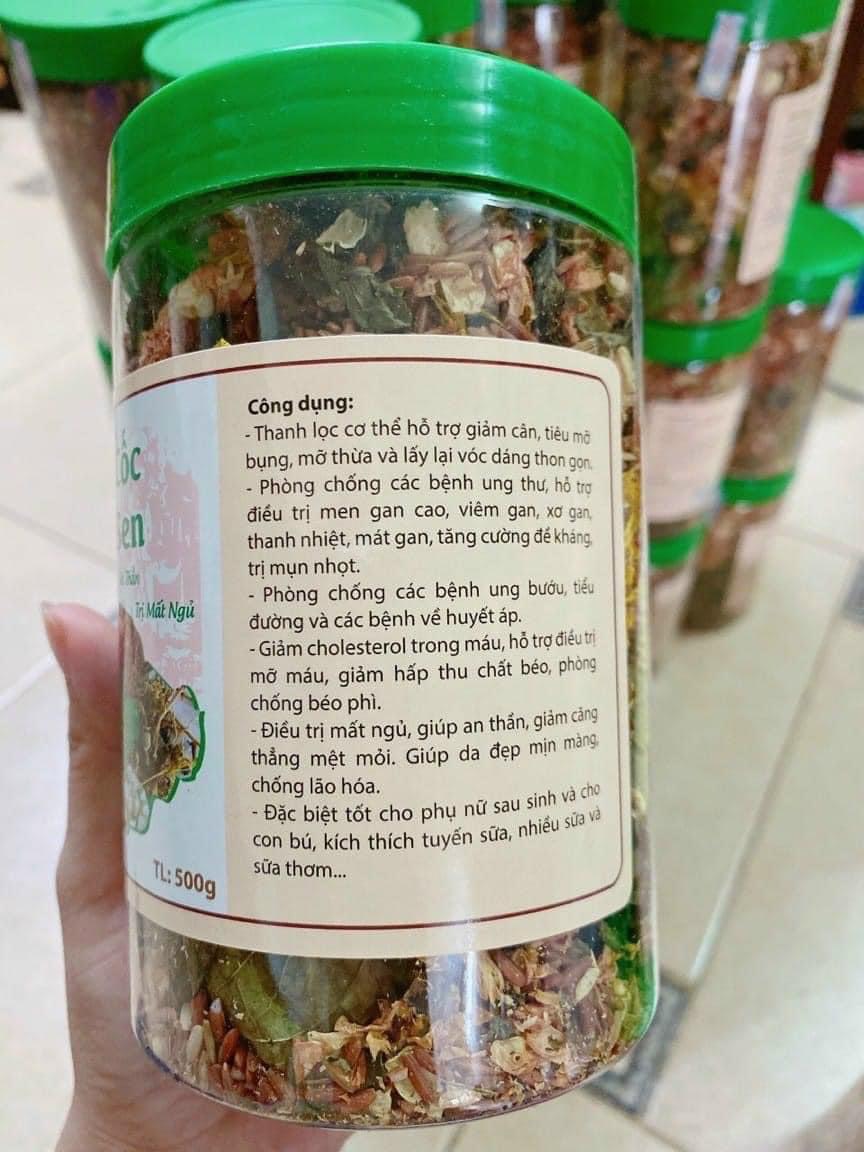 Công dụng:
- Thanh lọc cơ thể hỗ trợ giảm cân, tiêu mỡ
bụng, mỡ thừa và lấy lại vóc dáng thon gọn.
- Phòng chống các bệnh ung thư, hỗ trợ
điều trị men gan cao, viêm gan, xơ gan,
thanh nhiệt, mát gan, tăng cường đề kháng,
trị mụn nhọt.
- Phòng chống các bệnh ung bướu, tiểu
đường và các bệnh về huyết áp.
- Giảm cholesterol trong máu, hỗ trợ điều trị
mỡ máu, giảm hấp thu chất béo, phòng
chống béo phì.
- Điều trị mất ngủ, giúp an thần, giảm căng
thẳng mệt mỏi. Giúp da đẹp mịn màng,
chống lão hóa.
- Đặc biệt tốt cho phụ nữ sau sinh và cho
con bú, kích thích tuyến sữa, nhiều sữa và
sữa thơm...
Thần
Trị Mất Ngủ
TL: 500g